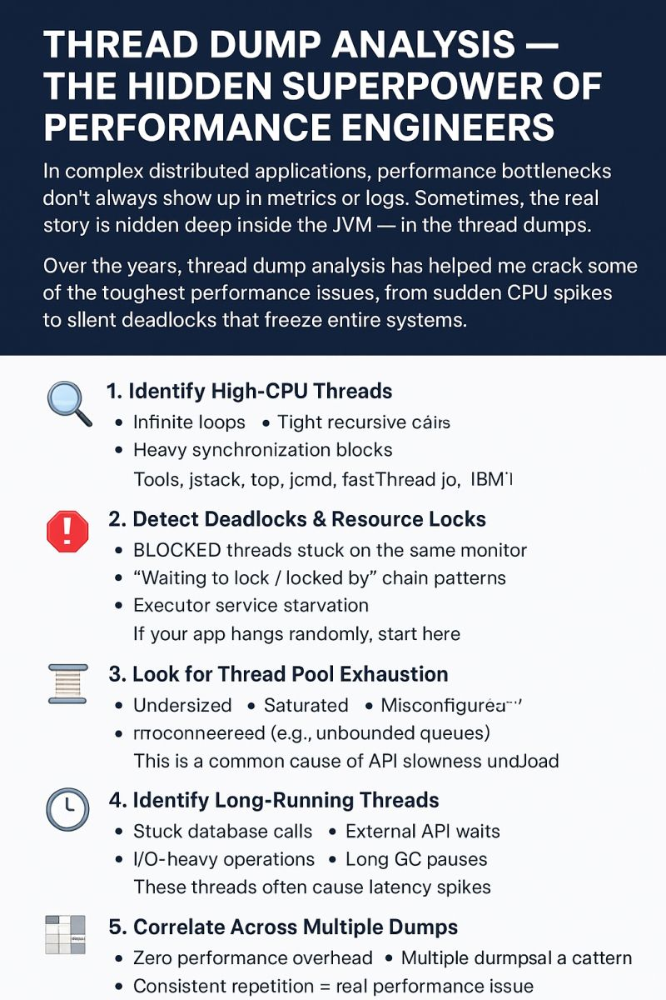 THREAD DUMP ANALYSIS —
THE HIDDEN SUPERPOWER OF
PERFORMANCE ENGINEERS
In complex distributed applications, performance bottlenecks
don't always show up in metrics or logs. Sometimes, the real
story is nidden deep inside the JVM — in the thread dumps.
Over the years, thread dump analysis has helped me crack some
of the toughest performance issues, from sudden CPU spikes
to sllent deadlocks that freeze entire systems.
1. Identify High-CPU Threads
• Infinite loops • Tight recursive
• Heavy synchronization blocks
Tools, jstack, top, jcmd, fastThread jo, IBM
2. Detect Deadlocks & Resource Locks
• BLOCKED threads stuck on the same monitor
• “Waiting to lock / locked by” chain patterns
• Executor service starvation
If your app hangs randomly, start here
3. Look for Thread Pool Exhaustion
• Undersized • Saturated •
• (e.g., unbounded queues)
This is a common cause of API slowness undJoad
4. Identify Long-Running Threads
• Stuck database calls • External API waits
• I/O-heavy operations • Long GC pauses
These threads often cause latency spikes
5. Correlate Across Multiple Dumps
• Zero performance overhead • Multiple durmpsal a cattern
• Consistent repetition = real performance issue